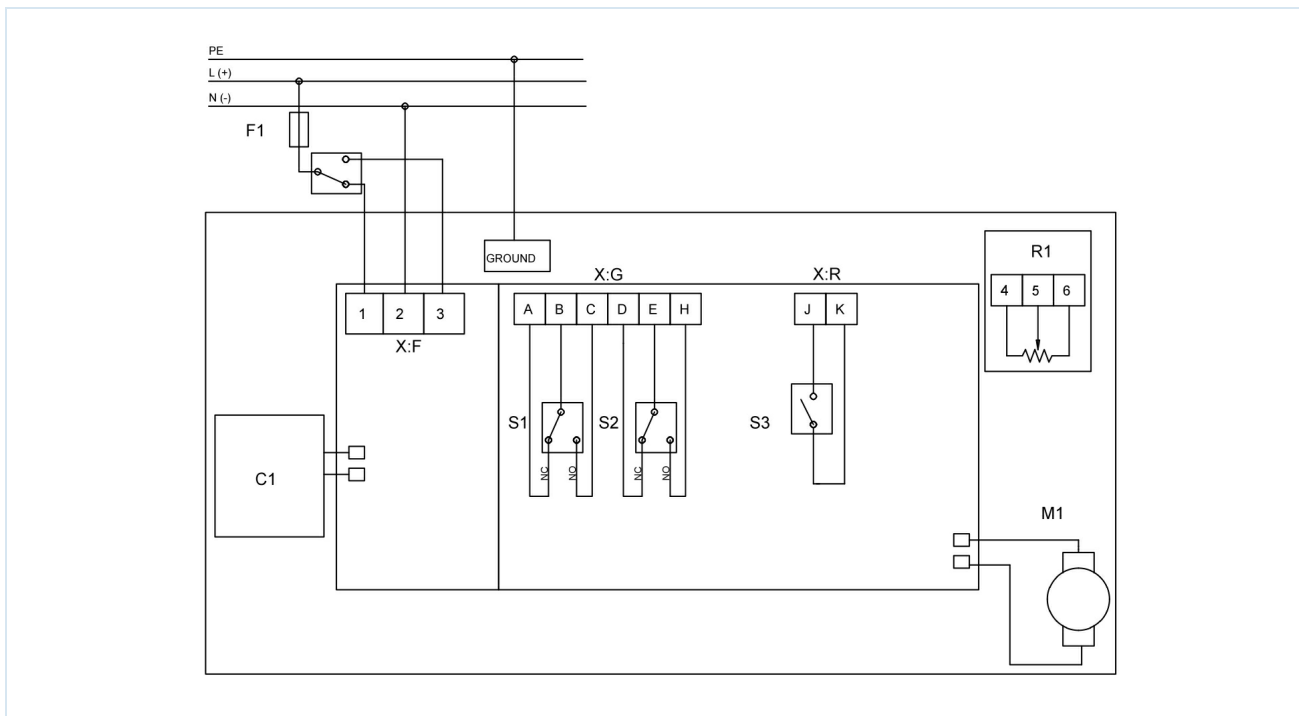 PE
L (+)
N (-)
F1
GROUND
X:G
X:R
R1
4 5 6
1 2 3
X:F
A B C D E H
J K
S1
S2
S3
NC
NO
NC
NO
C1
M1